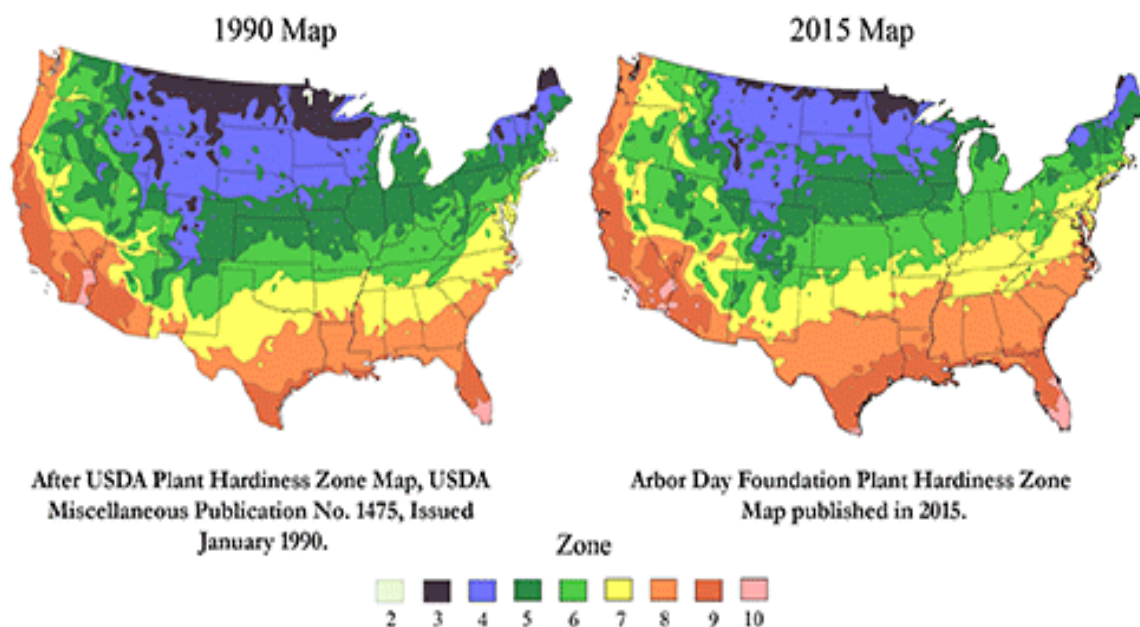 1990 Map
2015 Map
After USDA Plant Hardiness Zone Map, USDA
Miscellaneous Publication No. 1475, Issued
January 1990.
Arbor Day Foundation Plant Hardiness Zone
Map published in 2015.
Zone
2 3 4 5 6 7 8 9 10